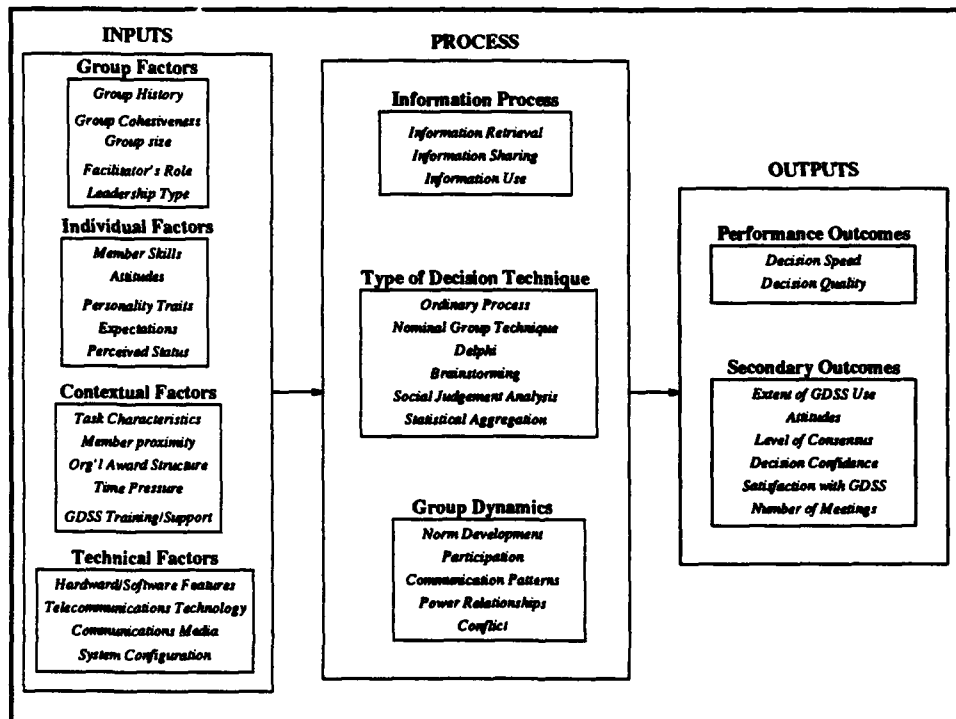 INPUTS
Group Factors
Group History
Group Cohesiveness
Group size
Facilitator's Role
Leadership Type
Individual Factors
Member Skills
Attitudes
Personality Traits
Expectations
Perceived Status
Contextual Factors
Task Characteristics
Member proximity
Org'l Award Structure
Time Pressure
GDSS Training/Support
Technical Factors
Hardward/Software Features
Telecommunications Technology
Communications Media
System Configuration
PROCESS
Information Process
Information Retrieval
Information Sharing
Information Use
Type of Decision Technique
Ordinary Process
Nominal Group Technique
Delphi
Brainstorming
Social Judgement Analysis
Statistical Aggregation
Group Dynamics
Norm Development
Participation
Communication Patterns
Power Relationships
Conflict
OUTPUTS
Performance Outcomes
Decision Speed
Decision Quality
Secondary Outcomes
Extent of GDSS Use
Attitudes
Level of Consensus
Decision Confidence
Satisfaction with GDSS
Number of Meetings